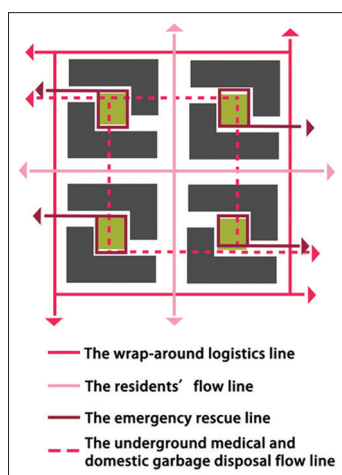 The wrap-around logistics line
The residents' flow line
The emergency rescue line
The underground medical and
domestic garbage disposal flow line